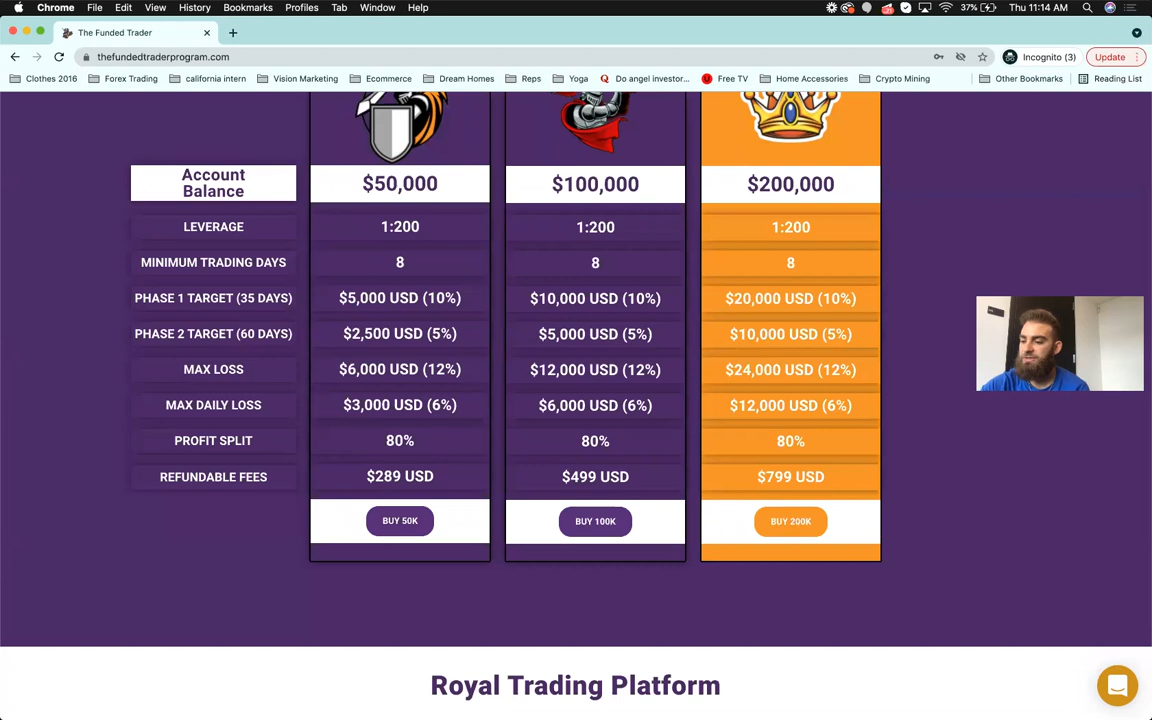 Chrome File Edit View History Bookmarks Profiles Tab Window Help 37% Thu 11:14 AM
The Funded Trader
thefundedtraderprogram.com Incognito (3) Update
Clothes 2016 Forex Trading california intern Vision Marketing Ecommerce Dream Homes Reps Yoga Do angel investor... Free TV Home Accessories Crypto Mining Other Bookmarks Reading List
Account
Balance $50,000 $100,000 $200,000
LEVERAGE 1:200 1:200 1:200
MINIMUM TRADING DAYS 8 8 8
PHASE 1 TARGET (35 DAYS) $5,000 USD (10%) $10,000 USD (10%) $20,000 USD (10%)
PHASE 2 TARGET (60 DAYS) $2,500 USD (5%) $5,000 USD (5%) $10,000 USD (5%)
MAX LOSS $6,000 USD (12%) $12,000 USD (12%) $24,000 USD (12%)
MAX DAILY LOSS $3,000 USD (6%) $6,000 USD (6%) $12,000 USD (6%)
PROFIT SPLIT 80% 80% 80%
REFUNDABLE FEES $289 USD $499 USD $799 USD
BUY 50K BUY 100K BUY 200K
Royal Trading Platform